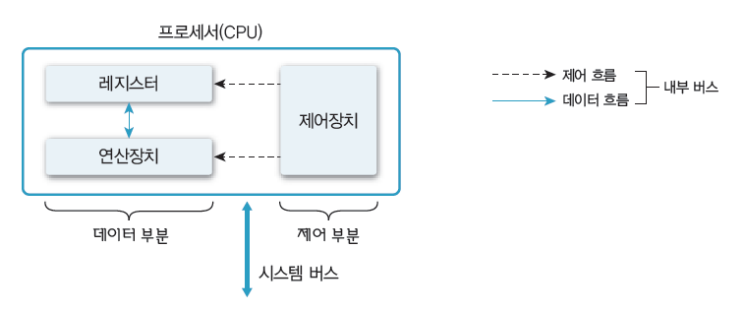 프로세서(CPU)
레지스터
연산장치
제어장치
데이터 부분
제어 부분
시스템 버스
제어 흐름
데이터 흐름
내부 버스